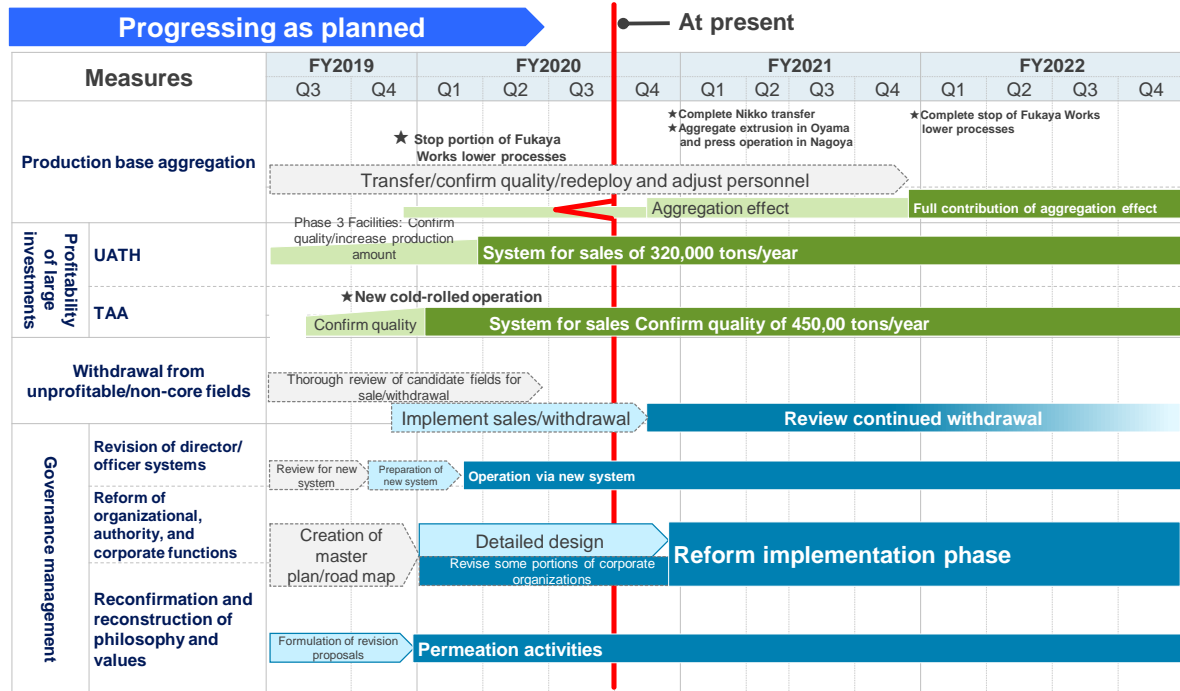 Progressing as planned
At present
Measures
FY2019
FY2020
FY2021
FY2022
Q3
Q4
Q1
Q2
Q3
Q4
Q1
Q2
Q3
Q4
Q1
Q2
Q3
Q4
Production base aggregation
★ Stop portion of Fukaya
Works lower processes
★Complete Nikko transfer
★Aggregate extrusion in Oyama
and press operation in Nagoya
★Complete stop of Fukaya Works
lower processes
Transfer/confirm quality/redeploy and adjust personnel
Aggregation effect
Full contribution of aggregation effect
Profitability
of large
investments
UATH
Phase 3 Facilities: Confirm
quality/increase production
amount
System for sales of 320,000 tons/year
TAA
★New cold-rolled operation
Confirm quality
System for sales Confirm quality of 450,00 tons/year
Withdrawal from
unprofitable/non-core fields
Thorough review of candidate fields for
sale/withdrawal
Implement sales/withdrawal
Review continued withdrawal
Governance management
Revision of director/
officer systems
Review for new
system
Preparation of
new system
Operation via new system
Reform of
organizational,
authority, and
corporate functions
Creation of
master
plan/road map
Detailed design
Revise some portions of corporate
organizations
Reform implementation phase
Reconfirmation and
reconstruction of
philosophy and
values
Formulation of revision
proposals
Permeation activities